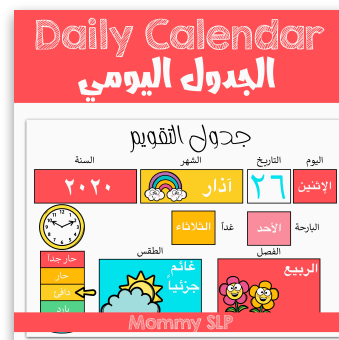 Daily Calendar
الجدول اليومي
جدول التقويم
اليوم التاريخ الشهر السنة
الإثنين ٢٦ آذار ٢٠٢٠
البارحة الأحد غداً الثلاثاء
الفصل الطقس
الربيع غائم جزئياً
حار جداً
حار
دافئ
بارد
Mommy SLP